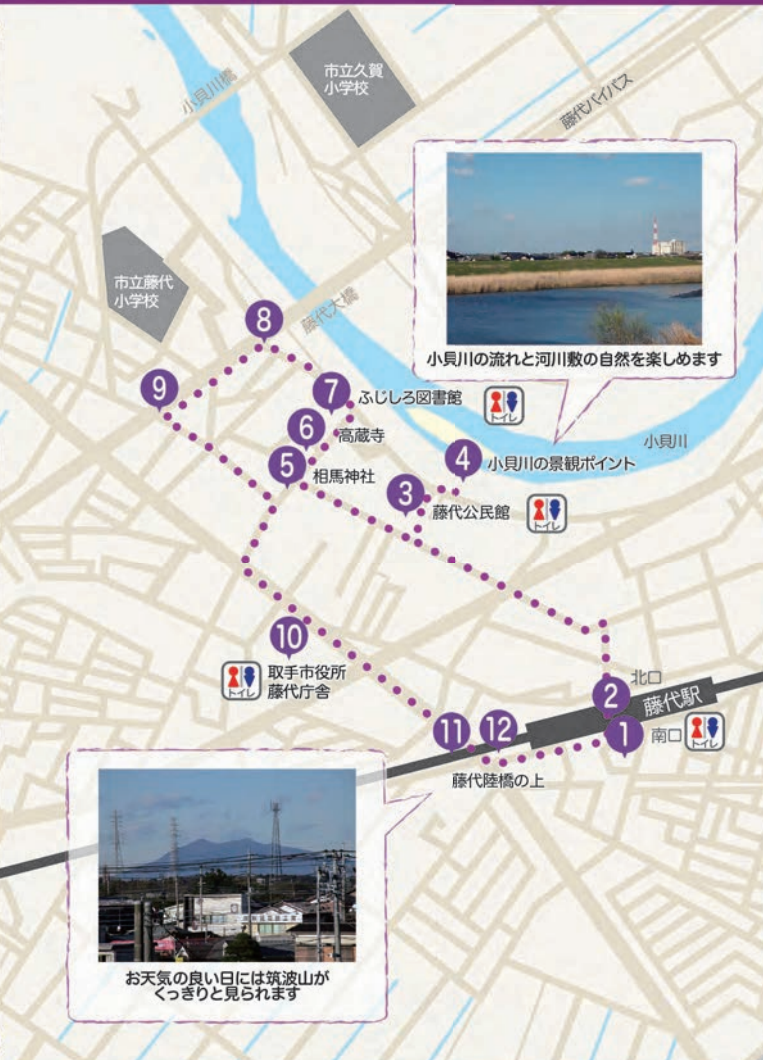 市立久賀
小学校
小貝川橋
藤代バイパス
市立藤代
小学校
藤代大橋
小貝川の流れと河川敷の自然を楽しめます
8
9
7
ふじしろ図書館
トイレ
6
高蔵寺
小貝川
5
相馬神社
4
小貝川の景観ポイント
3
藤代公民館
トイレ
10
トイレ
取手市役所
藤代庁舎
北口
2
藤代駅
11
12
1
南口
トイレ
藤代陸橋の上
お天気の良い日には筑波山が
くっきりと見られます